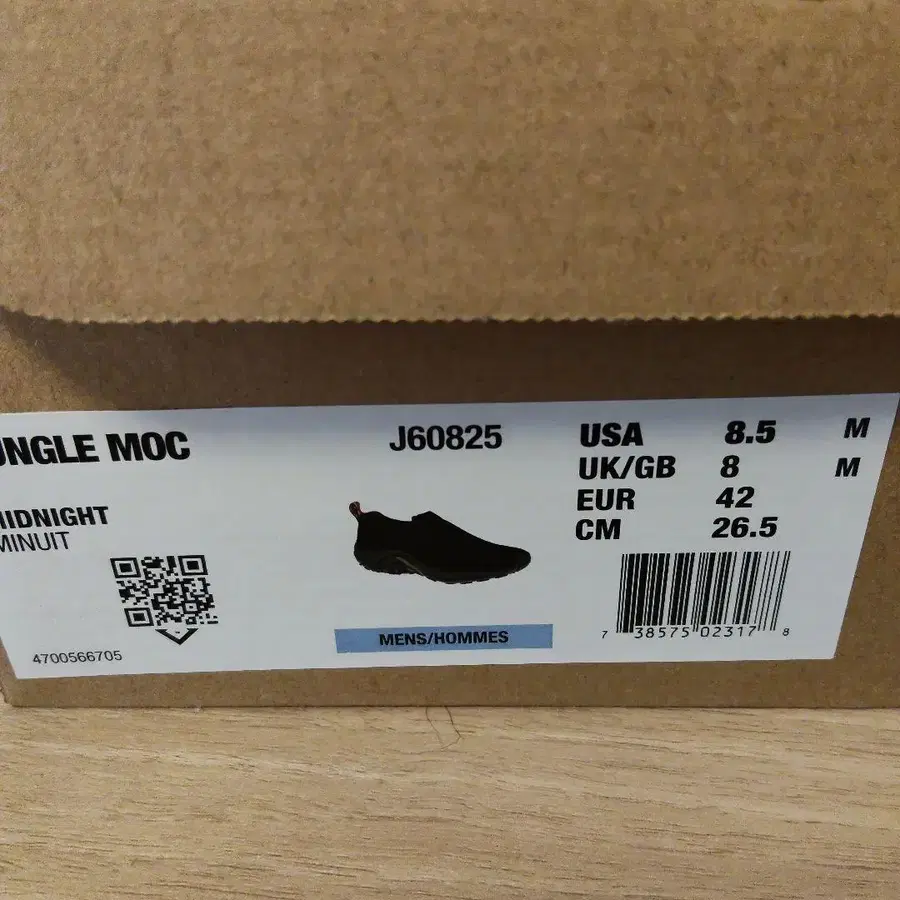 UNGLE MOC
J60825
USA 8.5 M
UK/GB 8 M
EUR 42
CM 26.5
MIDNIGHT
MINUIT
MENS/HOMMES
7 38575 02317 8
4700566705